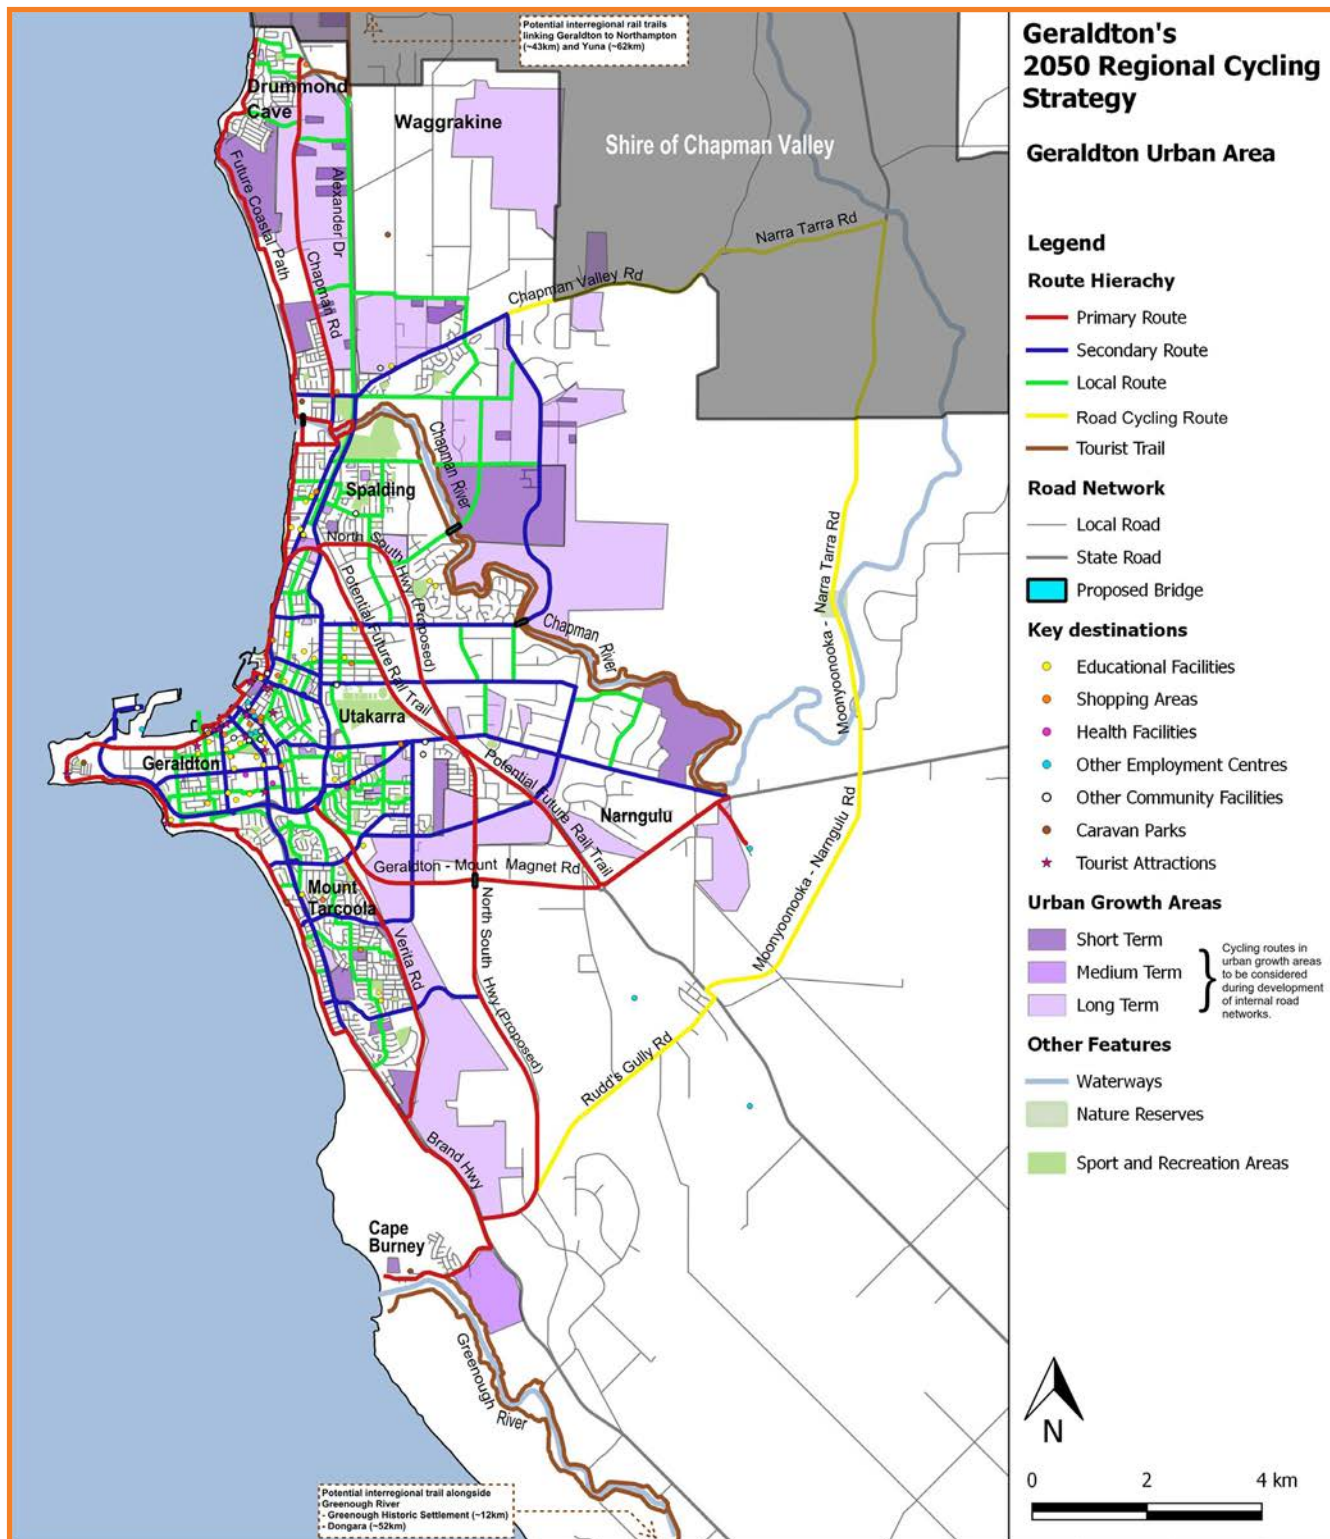 Potential interregional rail trails
linking Geraldton to Northampton
(~43km) and Yuna (~62km)
Drummond
Cave
Waggrakine
Shire of Chapman Valley
Future Coastal Path
Alexander Dr
Chapman Rd
Narra Tarra Rd
Chapman Valley Rd
Chapman River
Spalding
North South Hwy (Proposed)
Potential Future Rail Trail
Chapman River
Moonyoonooka - Narra Tarra Rd
Utakarra
Geraldton
Potential Future Rail Trail
Narngulu
Geraldton - Mount Magnet Rd
Moonyoonooka - Narngulu Rd
Mount
Tarcoola
Verita Rd
North South Hwy (Proposed)
Rudd's Gully Rd
Brand Hwy
Cape
Burney
Greenough River
Potential interregional trail alongside
Greenough River
- Greenough Historic Settlement (~12km)
- Dongara (~52km)
Geraldton's
2050 Regional Cycling
Strategy
Geraldton Urban Area
Legend
Route Hierachy
Primary Route
Secondary Route
Local Route
Road Cycling Route
Tourist Trail
Road Network
Local Road
State Road
Proposed Bridge
Key destinations
Educational Facilities
Shopping Areas
Health Facilities
Other Employment Centres
Other Community Facilities
Caravan Parks
Tourist Attractions
Urban Growth Areas
Short Term
Medium Term
Long Term
Cycling routes in
urban growth areas
to be considered
during development
of internal road
networks.
Other Features
Waterways
Nature Reserves
Sport and Recreation Areas
N
0 2 4 km